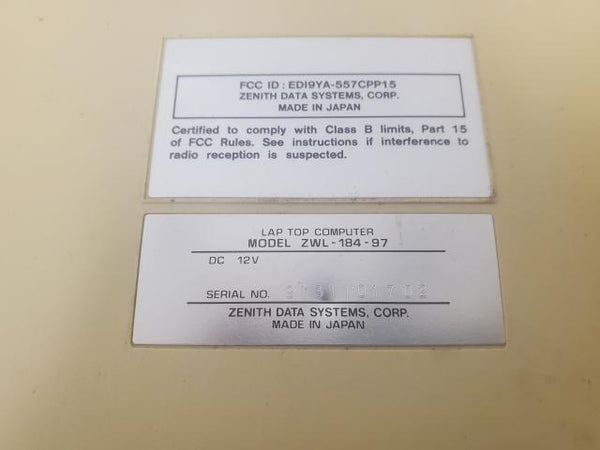 FCC ID : EDI9YA-557CPP15
ZENITH DATA SYSTEMS, CORP.
MADE IN JAPAN
Certified to comply with Class B limits, Part 15
of FCC Rules. See instructions if interference to
radio reception is suspected.
LAP TOP COMPUTER
MODEL ZWL-184-97
DC 12V
SERIAL NO.
ZENITH DATA SYSTEMS, CORP.
MADE IN JAPAN